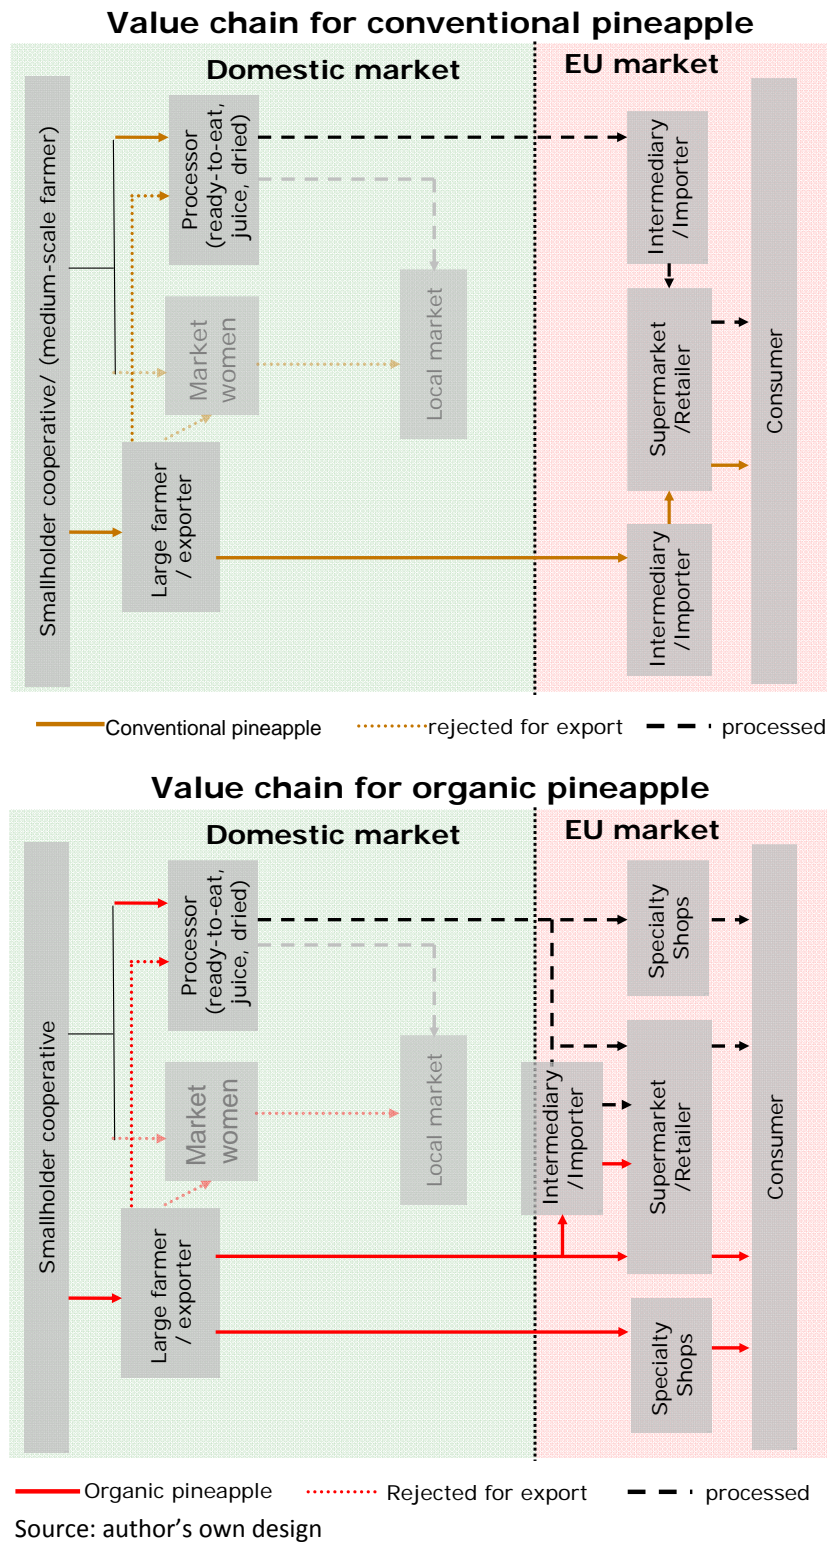 Value chain for conventional pineapple
Domestic market
EU market
Smallholder cooperative/ (medium-scale farmer)
Processor
(ready-to-eat,
juice, dried)
Market
women
Large farmer
/ exporter
Local market
Intermediary
/Importer
Supermarket
/Retailer
Intermediary
/Importer
Consumer
Conventional pineapple
rejected for export
processed
Value chain for organic pineapple
Domestic market
EU market
Smallholder cooperative
Processor
(ready-to-eat,
juice, dried)
Market
women
Large farmer
/ exporter
Local market
Intermediary
/Importer
Specialty
Shops
Supermarket
/Retailer
Specialty
Shops
Consumer
Organic pineapple
Rejected for export
processed
Source: author's own design